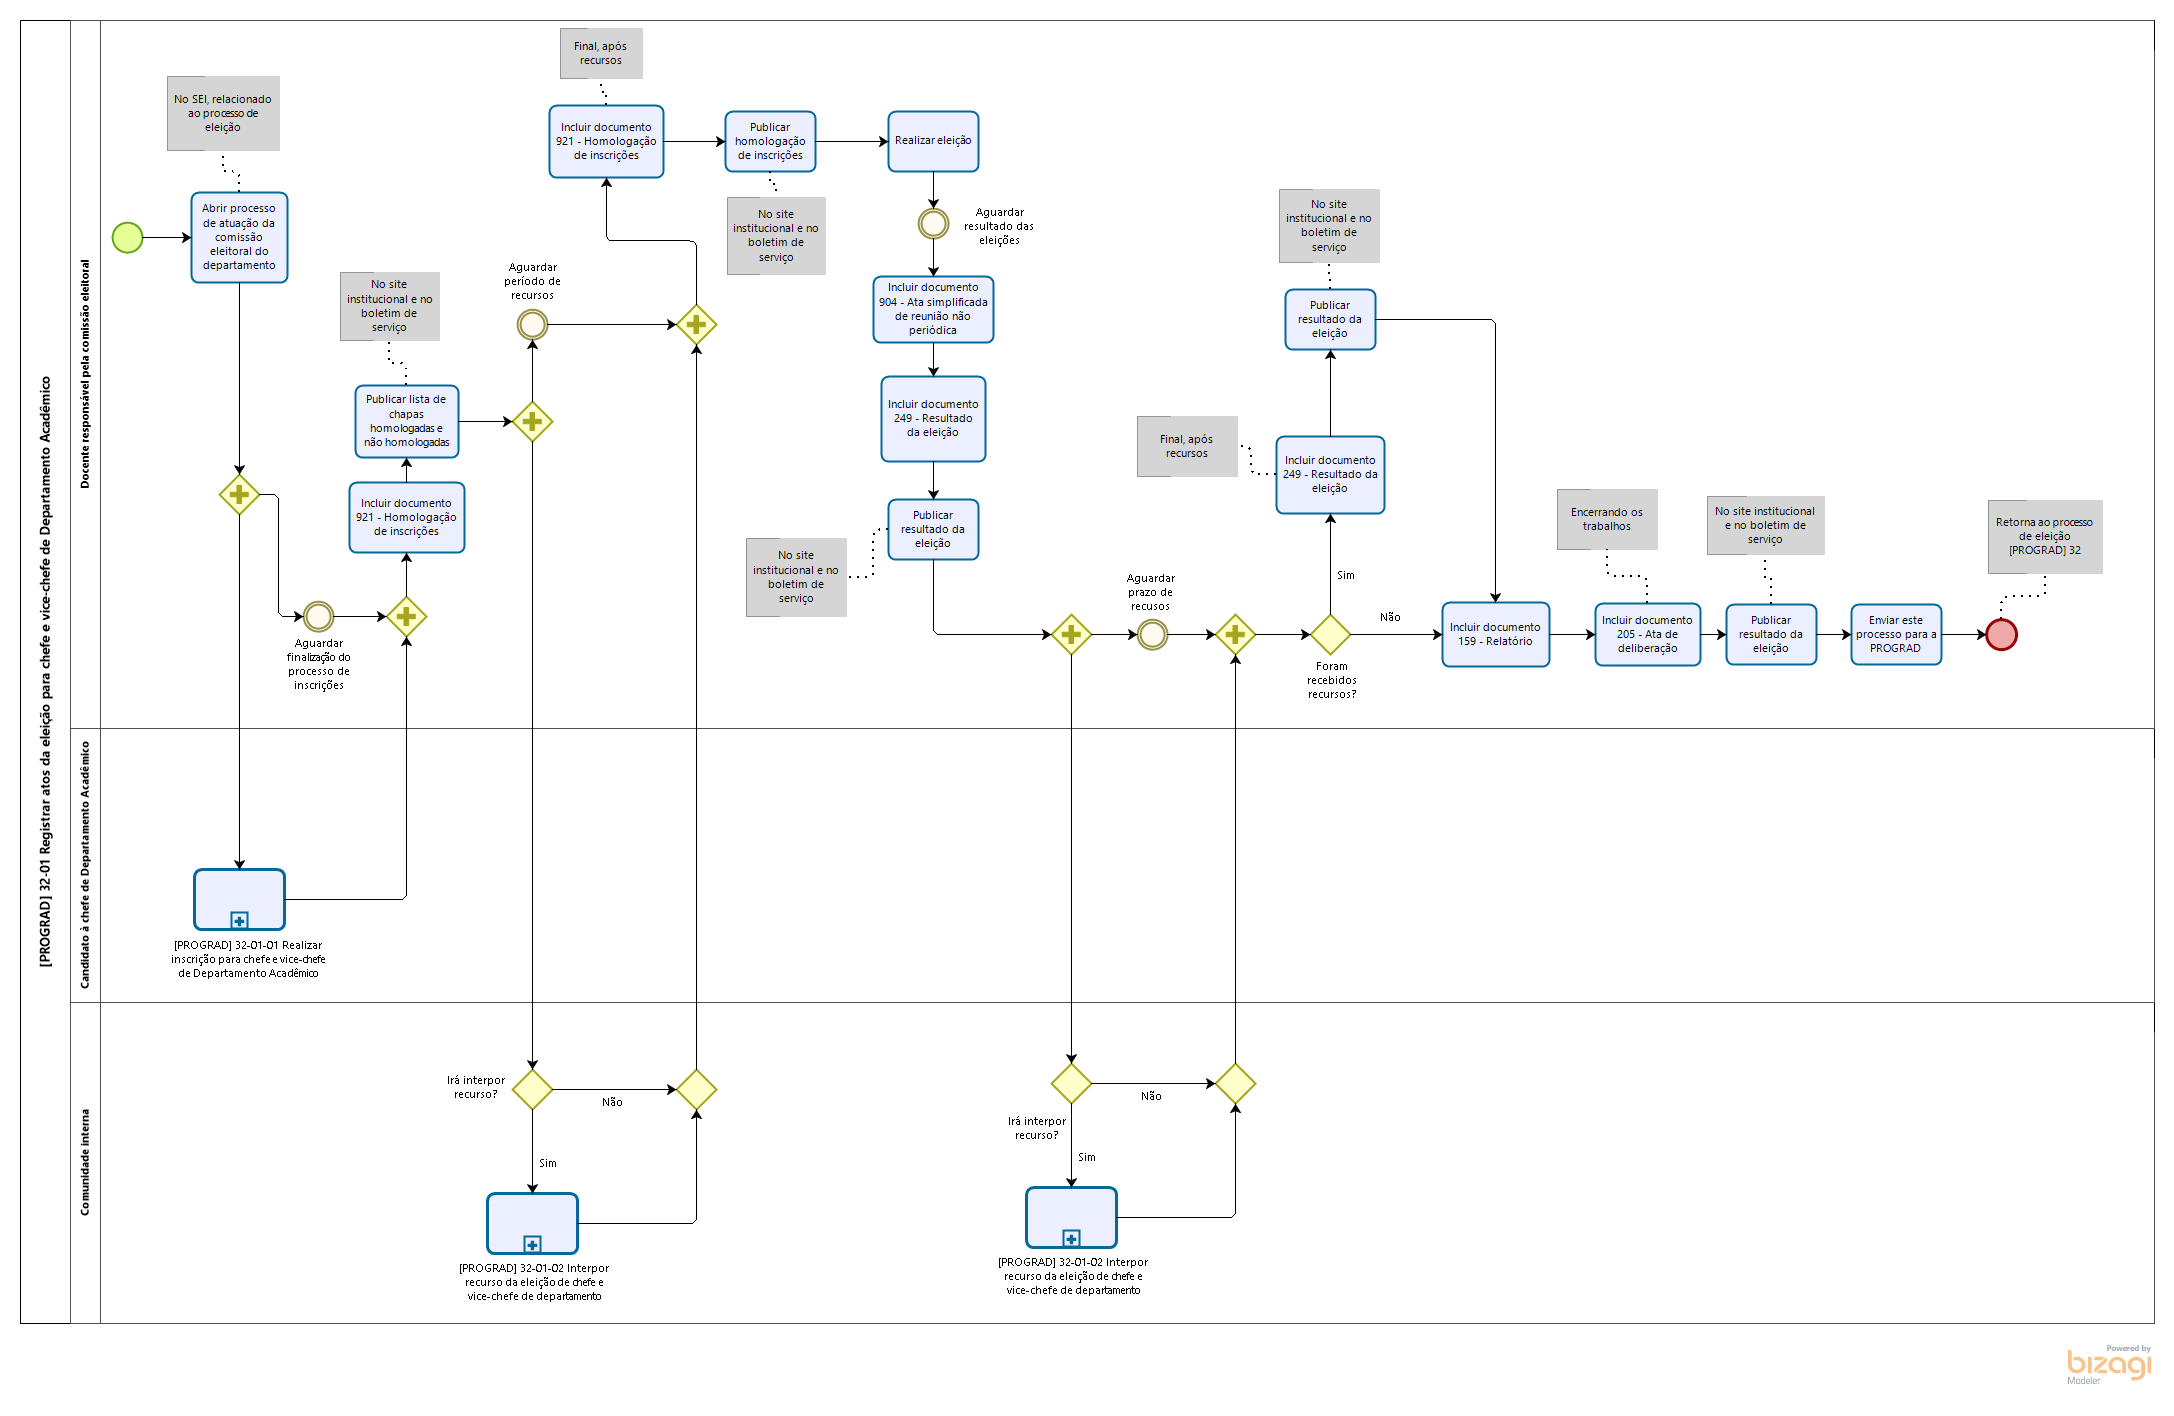 [PROGRAD] 32-01 Registrar atos da eleição para chefe e vice-chefe de Departamento Acadêmico
Docente responsável pela comissão eleitoral
No SEI, relacionado
ao processo de
eleição
Abrir processo
de atuação da
comissão
eleitoral do
departamento
Aguardar
finalização do
processo de
inscrições
Incluir documento
921 - Homologação
de inscrições
No site
institucional e no
boletim de
serviço
Publicar lista de
chapas
homologadas e
não homologadas
Aguardar
período de
recursos
Final, após
recursos
Incluir documento
921 - Homologação
de inscrições
Publicar
homologação
de inscrições
No site
institucional e no
boletim de
serviço
Realizar eleição
Aguardar
resultado das
eleições
Incluir documento
904 - Ata simplificada
de reunião não
periódica
Incluir documento
249 - Resultado
da eleição
Publicar
resultado da
eleição
No site
institucional e no
boletim de
serviço
Aguardar
prazo de
recusos
Foram
recebidos
recursos?
Sim
Não
Final, após
recursos
Incluir documento
249 - Resultado da
eleição
No site
institucional e no
boletim de
serviço
Publicar
resultado da
eleição
Incluir documento
159 - Relatório
Encerrando os
trabalhos
Incluir documento
205 - Ata de
deliberação
No site institucional
e no boletim de
serviço
Publicar
resultado da
eleição
Enviar este
processo para a
PROGRAD
Retorna ao processo
de eleição
[PROGRAD] 32
Candidato à chefe de Departamento Acadêmico
[PROGRAD] 32-01-01 Realizar
inscrição para chefe e vice-chefe
de Departamento Acadêmico
Comunidade interna
Irá interpor
recurso?
Não
Sim
[PROGRAD] 32-01-02 Interpor
recurso da eleição de chefe e
vice-chefe de departamento
Irá interpor
recurso?
Não
Sim
[PROGRAD] 32-01-02 Interpor
recurso da eleição de chefe e
vice-chefe de departamento
Powered by
bizagi
Modeler